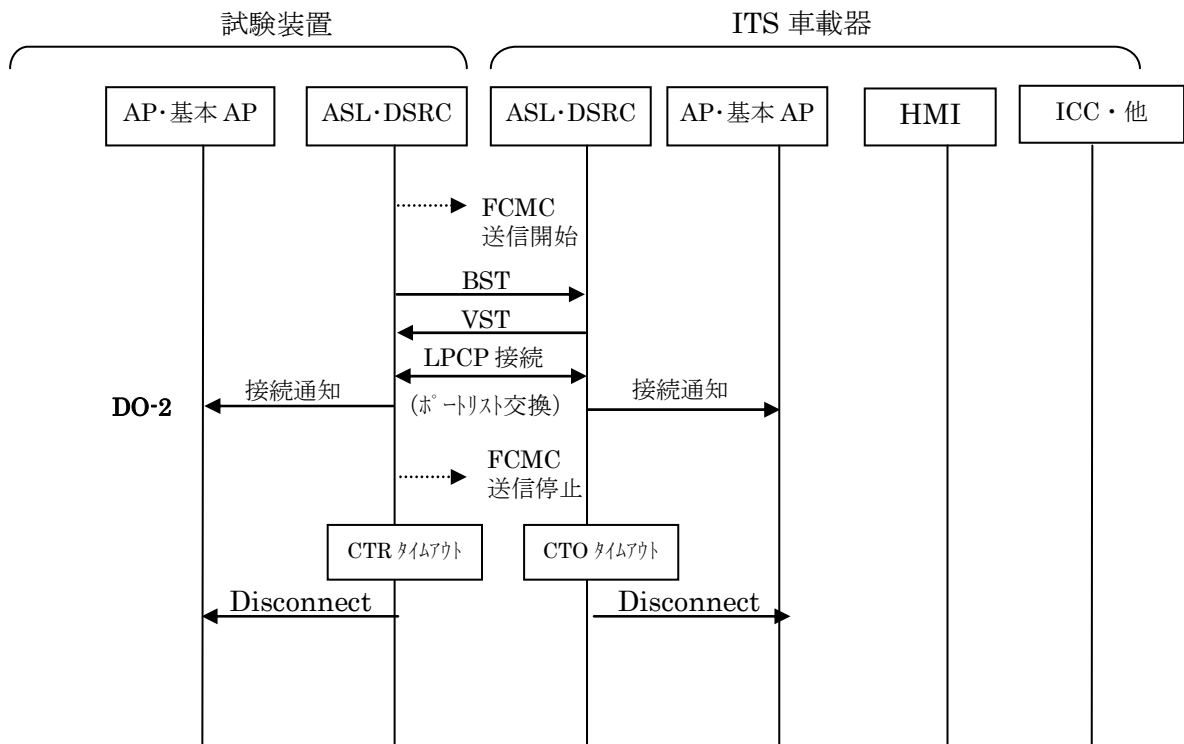 試験装置
ITS 車載器
AP・基本 AP
ASL・DSRC
ASL・DSRC
AP・基本 AP
HMI
ICC・他
FCMC
送信開始
BST
VST
LPCP 接続
DO-2
接続通知
(ﾎﾟｰﾄﾘｽﾄ交換)
接続通知
FCMC
送信停止
CTR ﾀｲﾑｱｳﾄ
CTO ﾀｲﾑｱｳﾄ
Disconnect
Disconnect